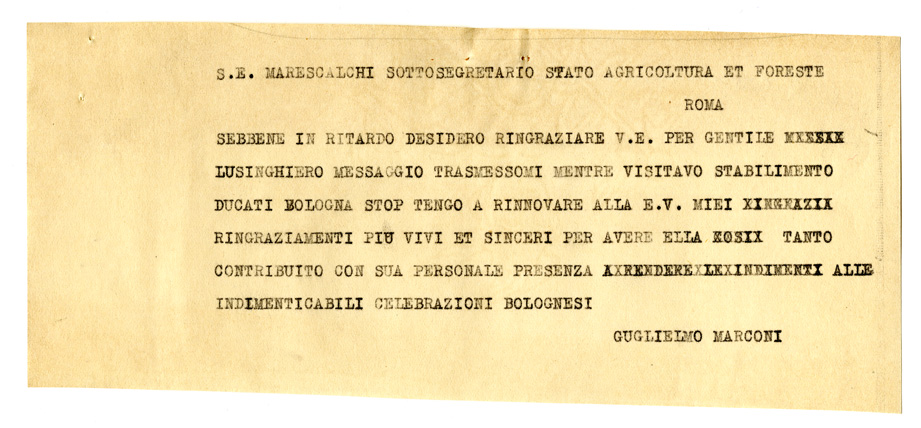 S.E. MARESCALCHI SOTTOSEGRETARIO STATO AGRICOLTURA ET FORESTE
ROMA
SEBBENE IN RITARDO DESIDERO RINGRAZIARE V.E. PER GENTILE
LUSINGHIERO MESSAGGIO TRASMESSOMI MENTRE VISITAVO STABILIMENTO
DUCATI BOLOGNA STOP TENGO A RINNOVARE ALLA E.V. MIEI
RINGRAZIAMENTI PIU VIVI ET SINCERI PER AVERE ELLA TANTO
CONTRIBUITO CON SUA PERSONALE PRESENZA ALLE
INDIMENTICABILI CELEBRAZIONI BOLOGNESI
GUGLIELMO MARCONI